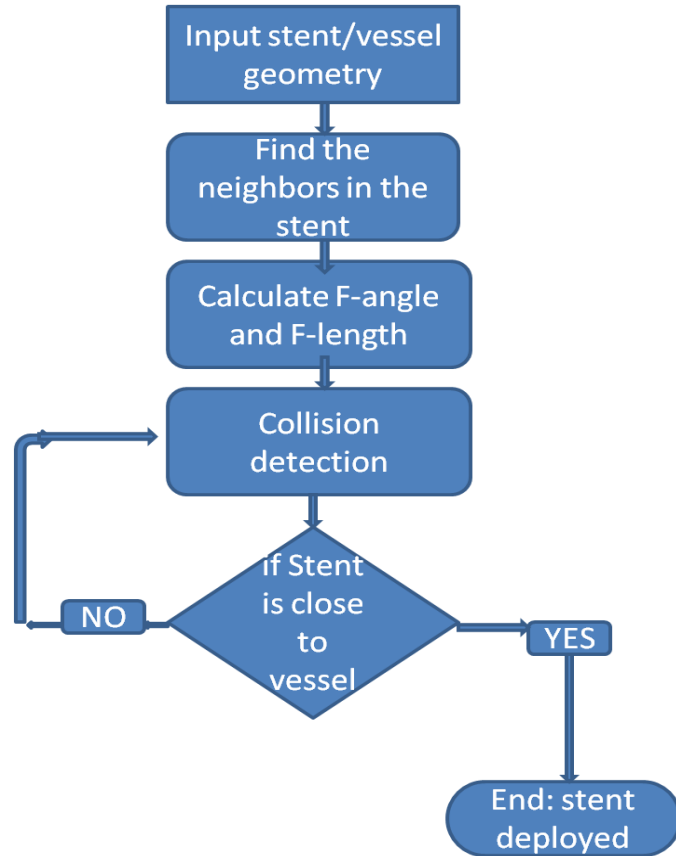 Input stent/vessel
geometry
Find the
neighbors in the
stent
Calculate F-angle
and F-length
Collision
detection
if Stent
is close
to
vessel
NO
YES
End: stent
deployed